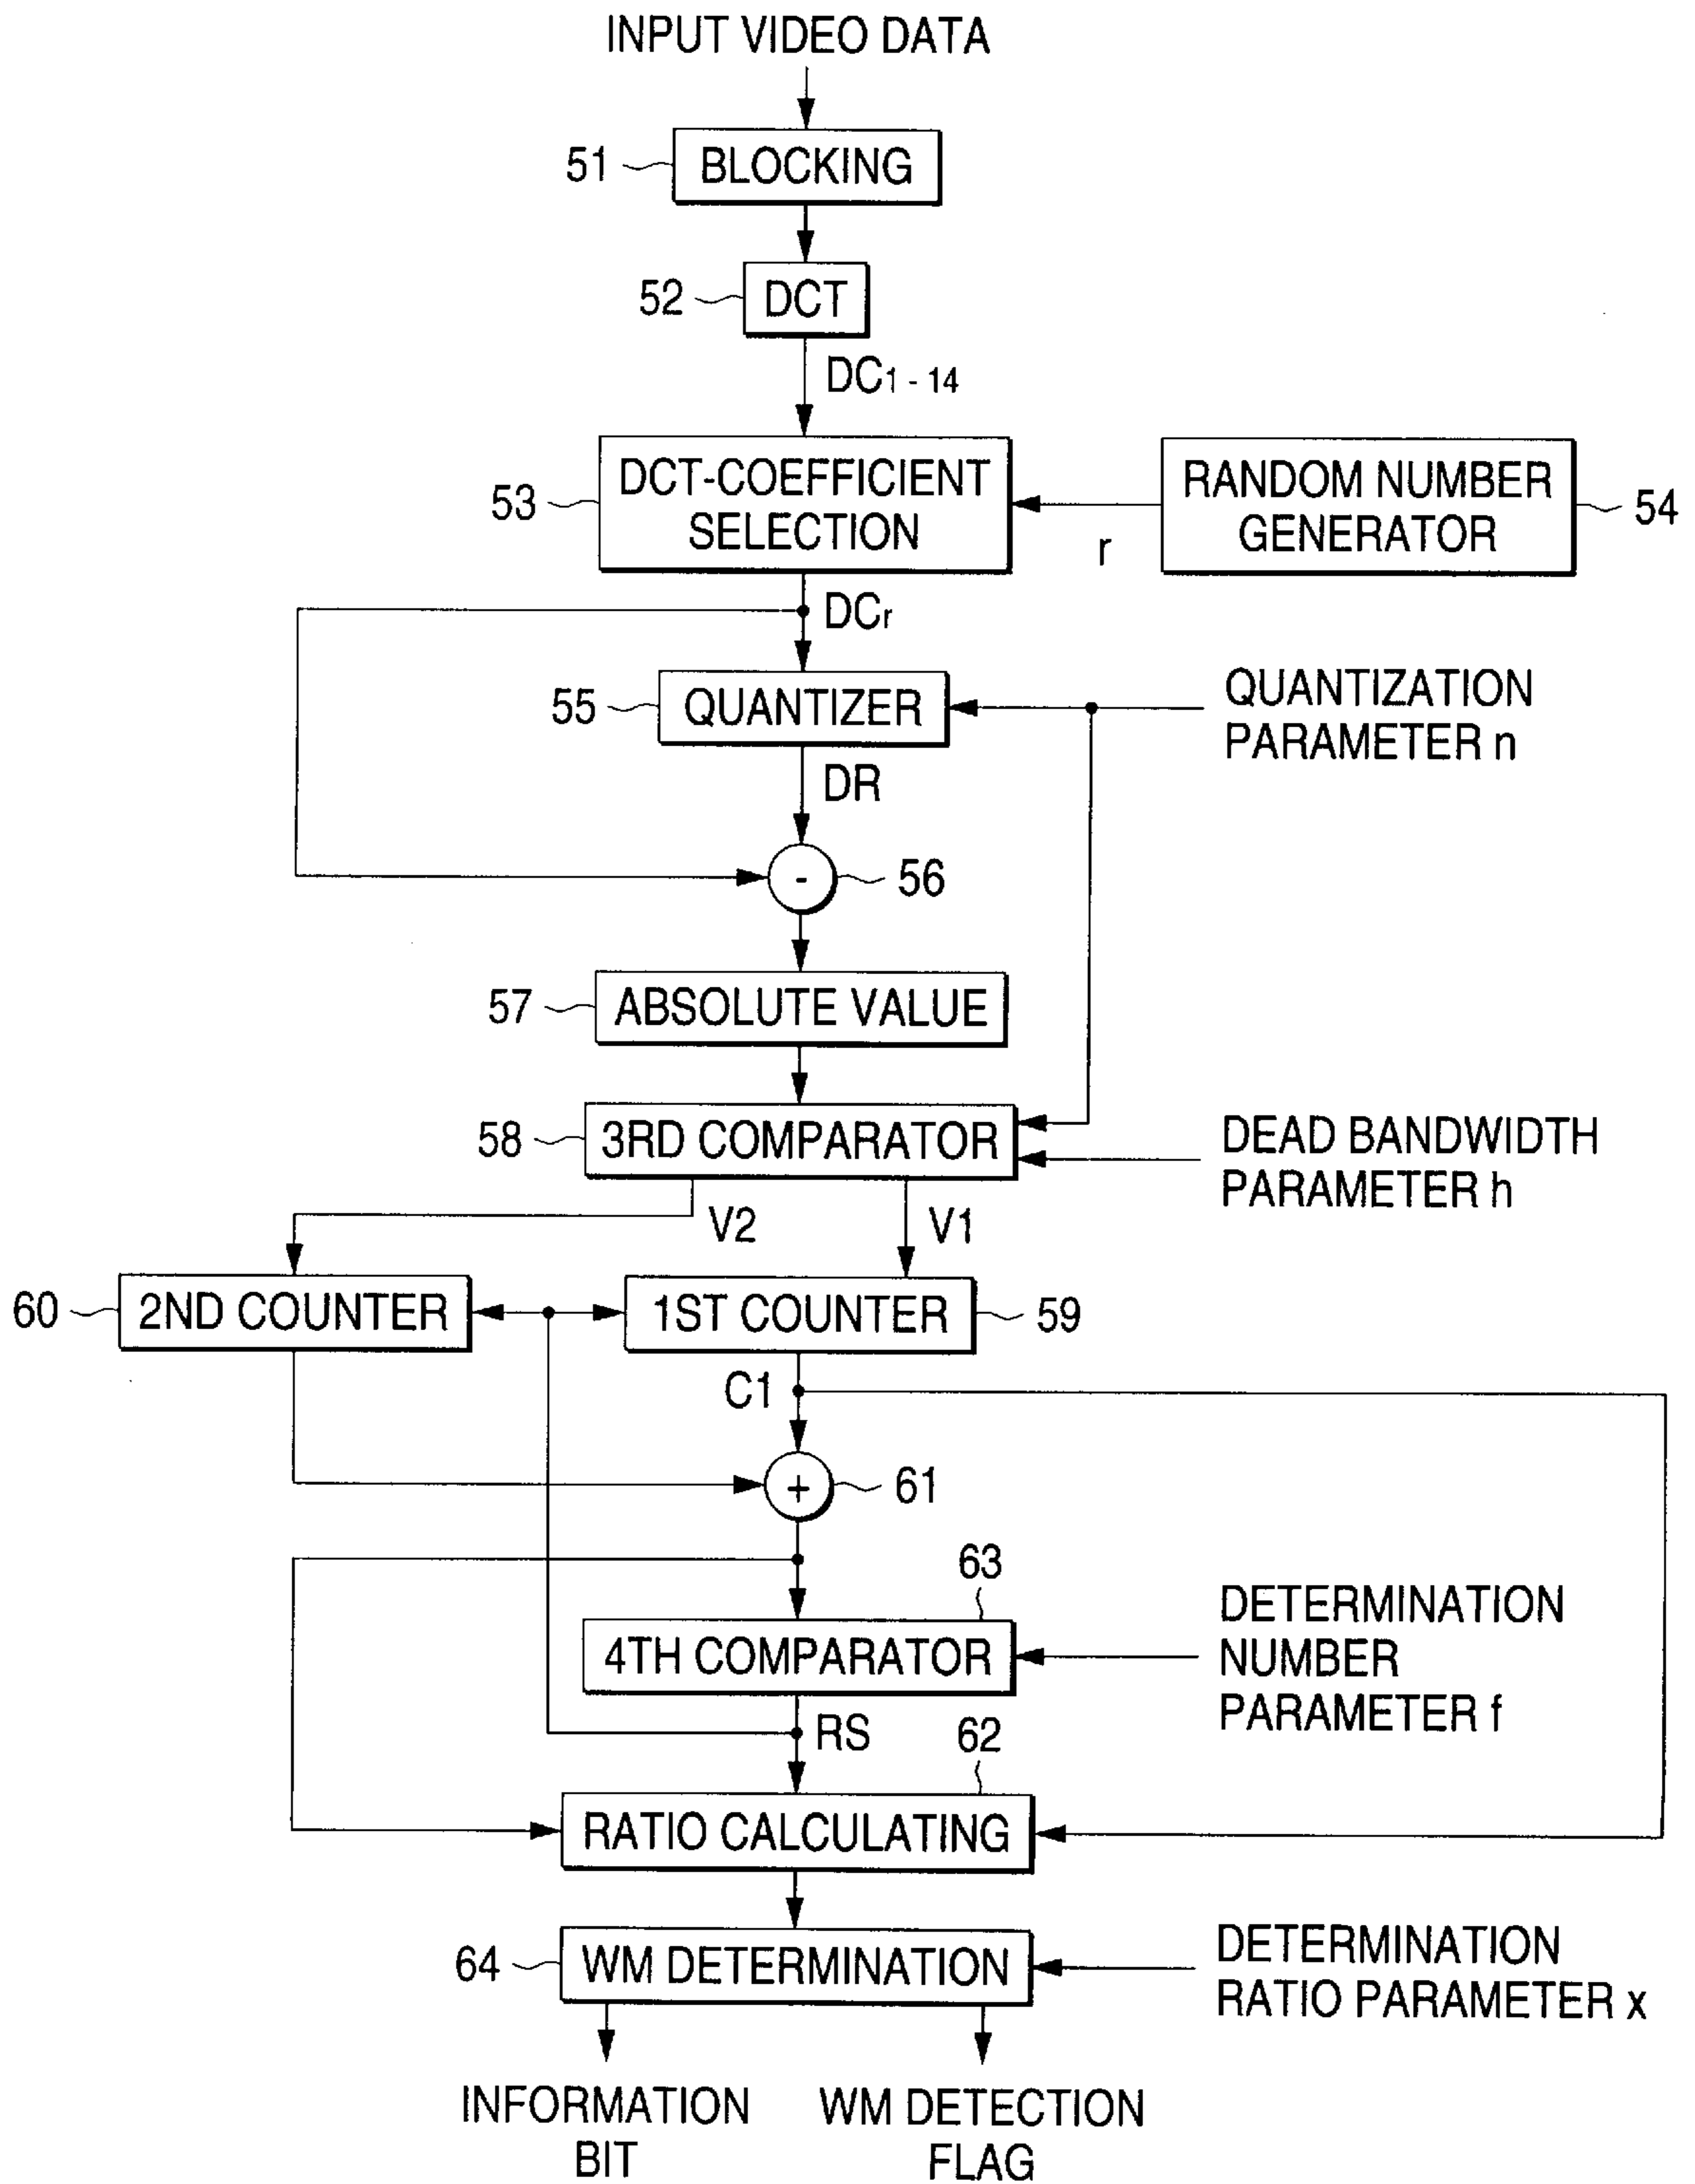 INPUT VIDEO DATA
51
BLOCKING
52
DCT
DC1 - 14
53
DCT-COEFFICIENT
SELECTION
RANDOM NUMBER
GENERATOR
54
r
DCr
55
QUANTIZER
QUANTIZATION
PARAMETER n
DR
-
56
57
ABSOLUTE VALUE
58
3RD COMPARATOR
DEAD BANDWIDTH
PARAMETER h
V2
V1
60
2ND COUNTER
1ST COUNTER
59
C1
+
61
63
4TH COMPARATOR
DETERMINATION
NUMBER
PARAMETER f
RS
62
RATIO CALCULATING
64
WM DETERMINATION
DETERMINATION
RATIO PARAMETER x
INFORMATION
BIT
WM DETECTION
FLAG